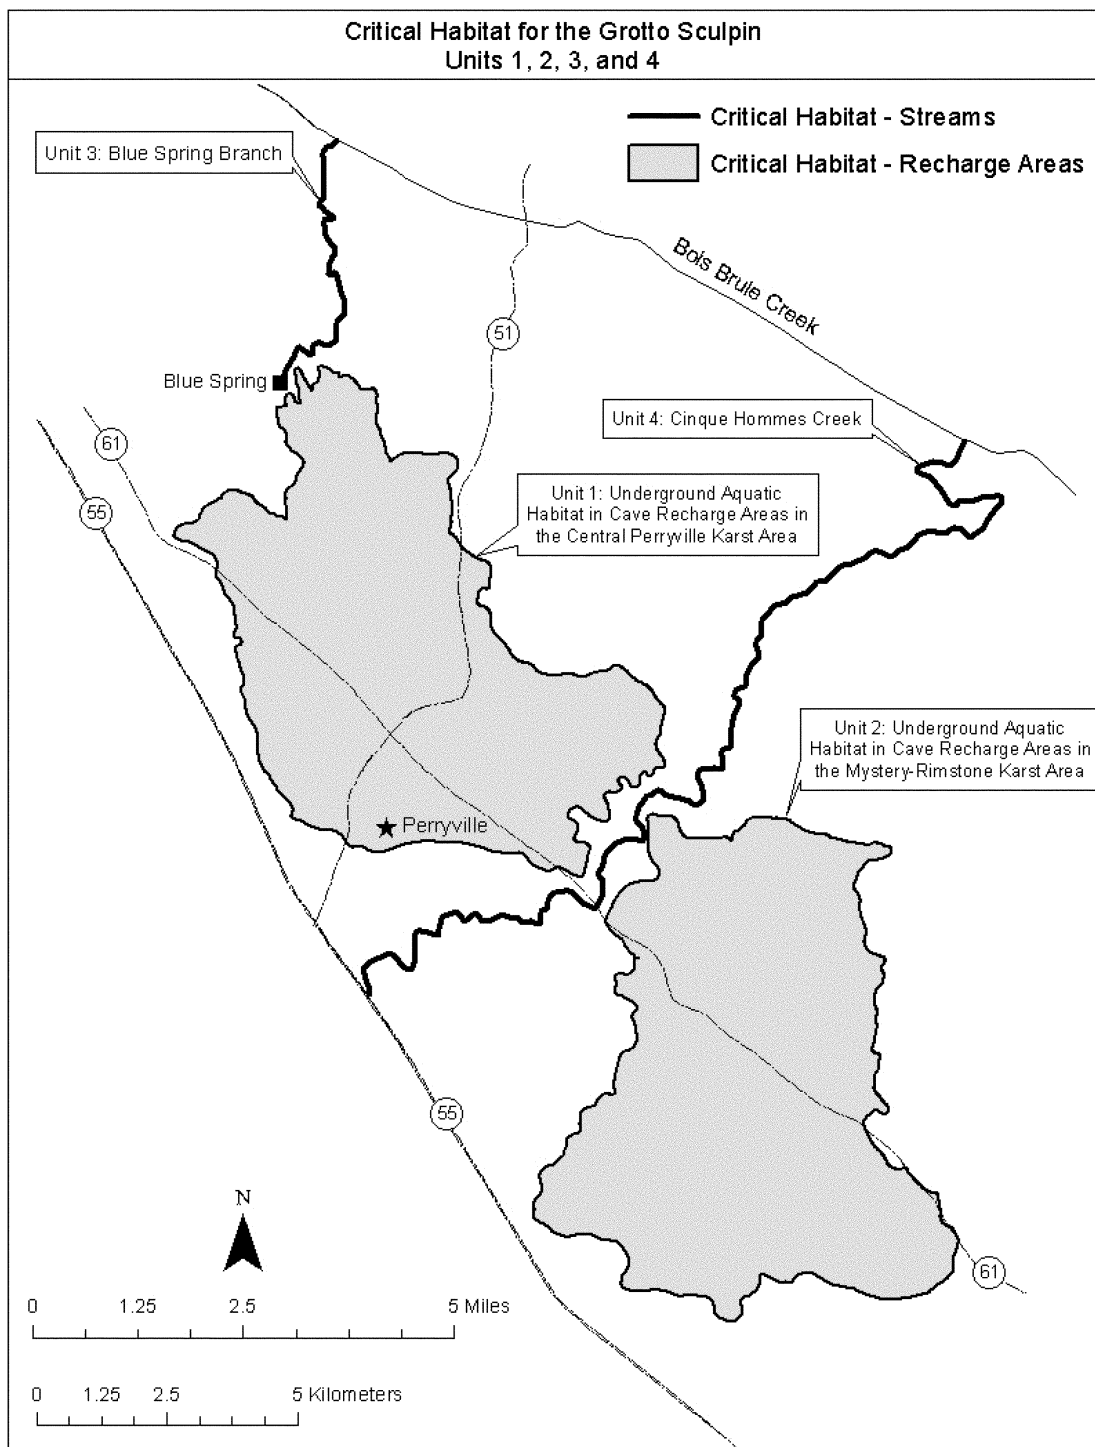 Critical Habitat for the Grotto Sculpin
Units 1, 2, 3, and 4
Critical Habitat - Streams
Critical Habitat - Recharge Areas
Unit 3: Blue Spring Branch
Bois Brule Creek
51
Blue Spring
Unit 4: Cinque Hommes Creek
61
55
Unit 1: Underground Aquatic
Habitat in Cave Recharge Areas in
the Central Perryville Karst Area
Unit 2: Underground Aquatic
Habitat in Cave Recharge Areas in
the Mystery-Rimstone Karst Area
Perryville
55
N
61
0 1.25 2.5 5 Miles
0 1.25 2.5 5 Kilometers